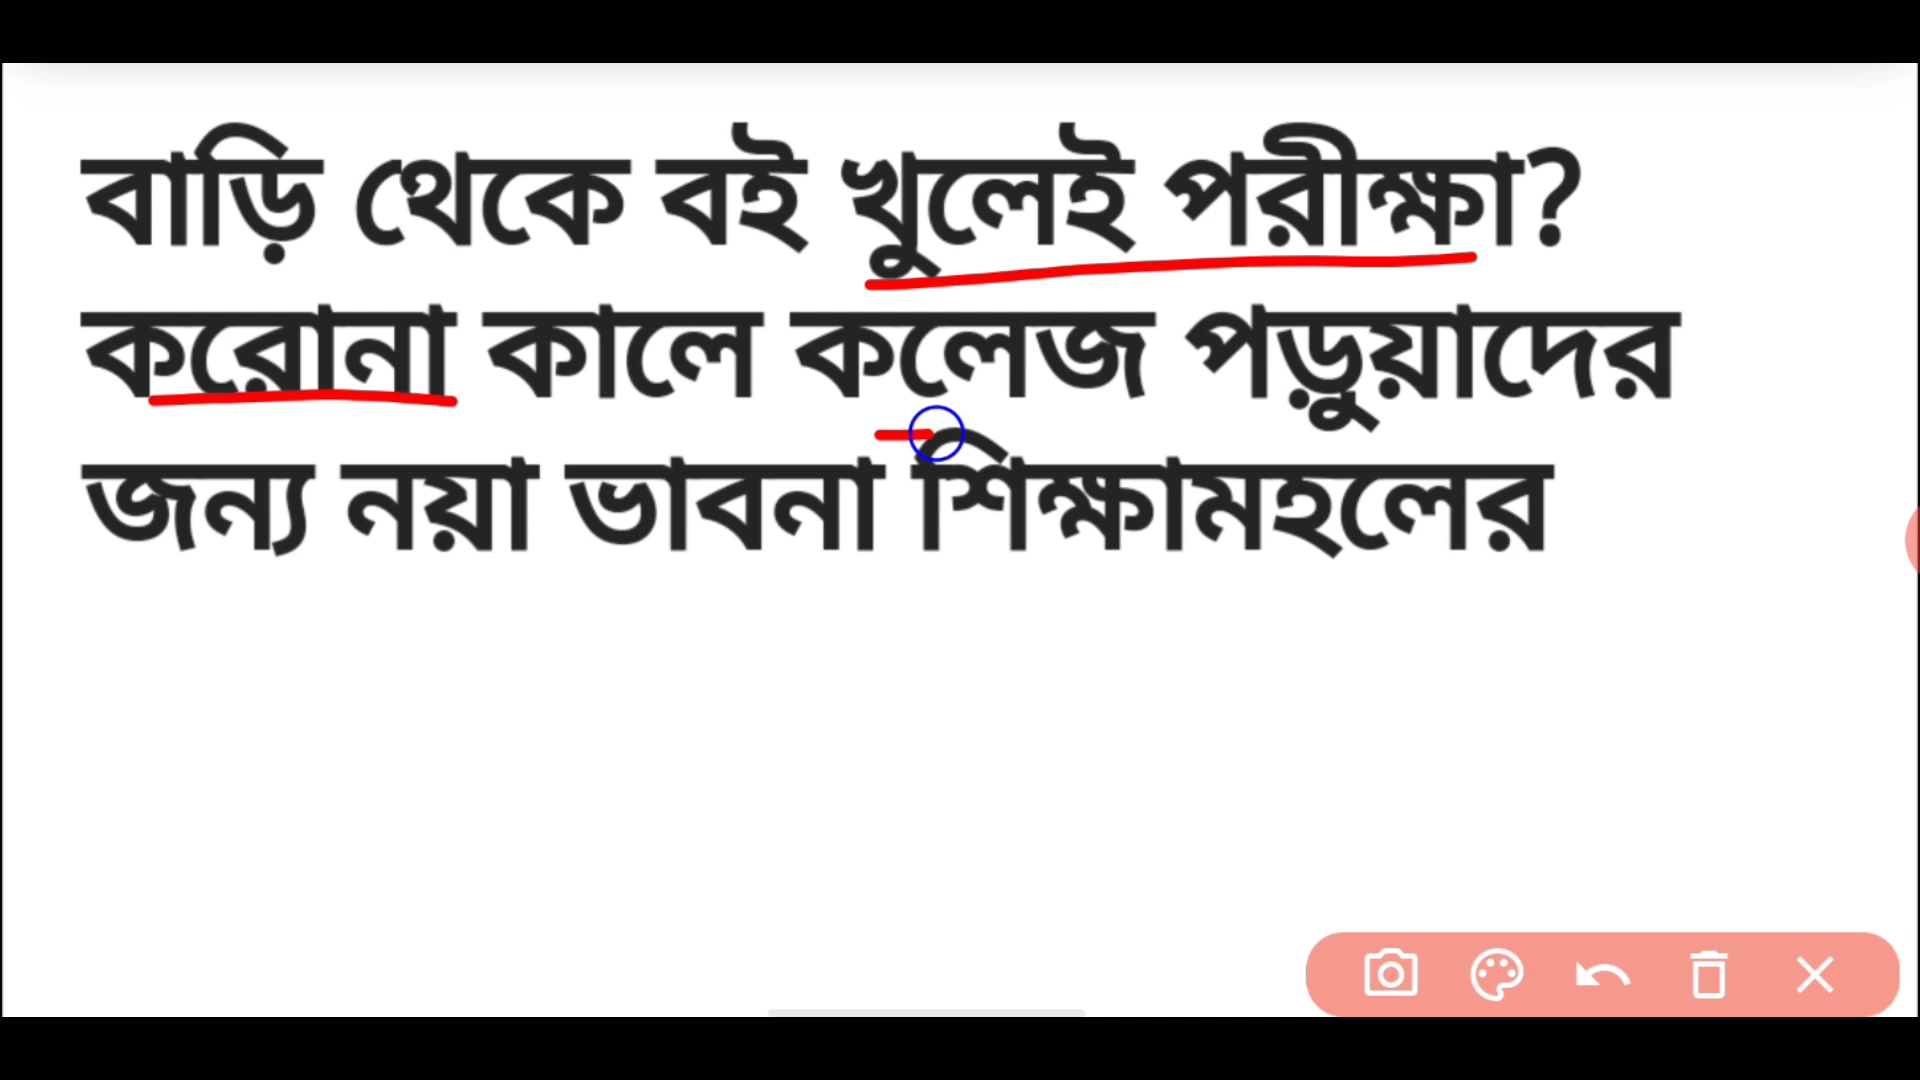 বাড়ি থেকে বই খুলেই পরীক্ষা?
করোনা কালে কলেজ পড়ুয়াদের
জন্য নয়া ভাবনা শিক্ষামহলের